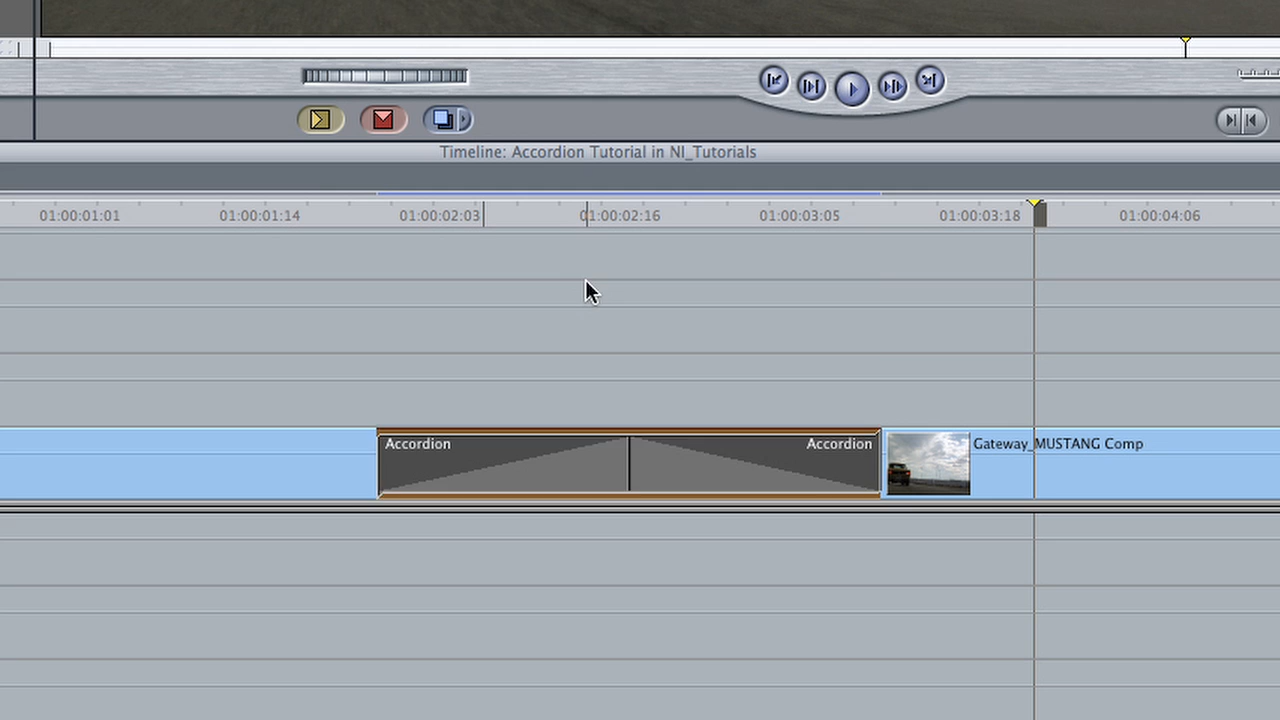 Timeline: Accordion Tutorial in NI_Tutorials
01:00:01:01 01:00:01:14 01:00:02:03 01:00:02:16 01:00:03:05 01:00:03:18 01:00:04:06
Accordion Accordion Gateway_MUSTANG Comp